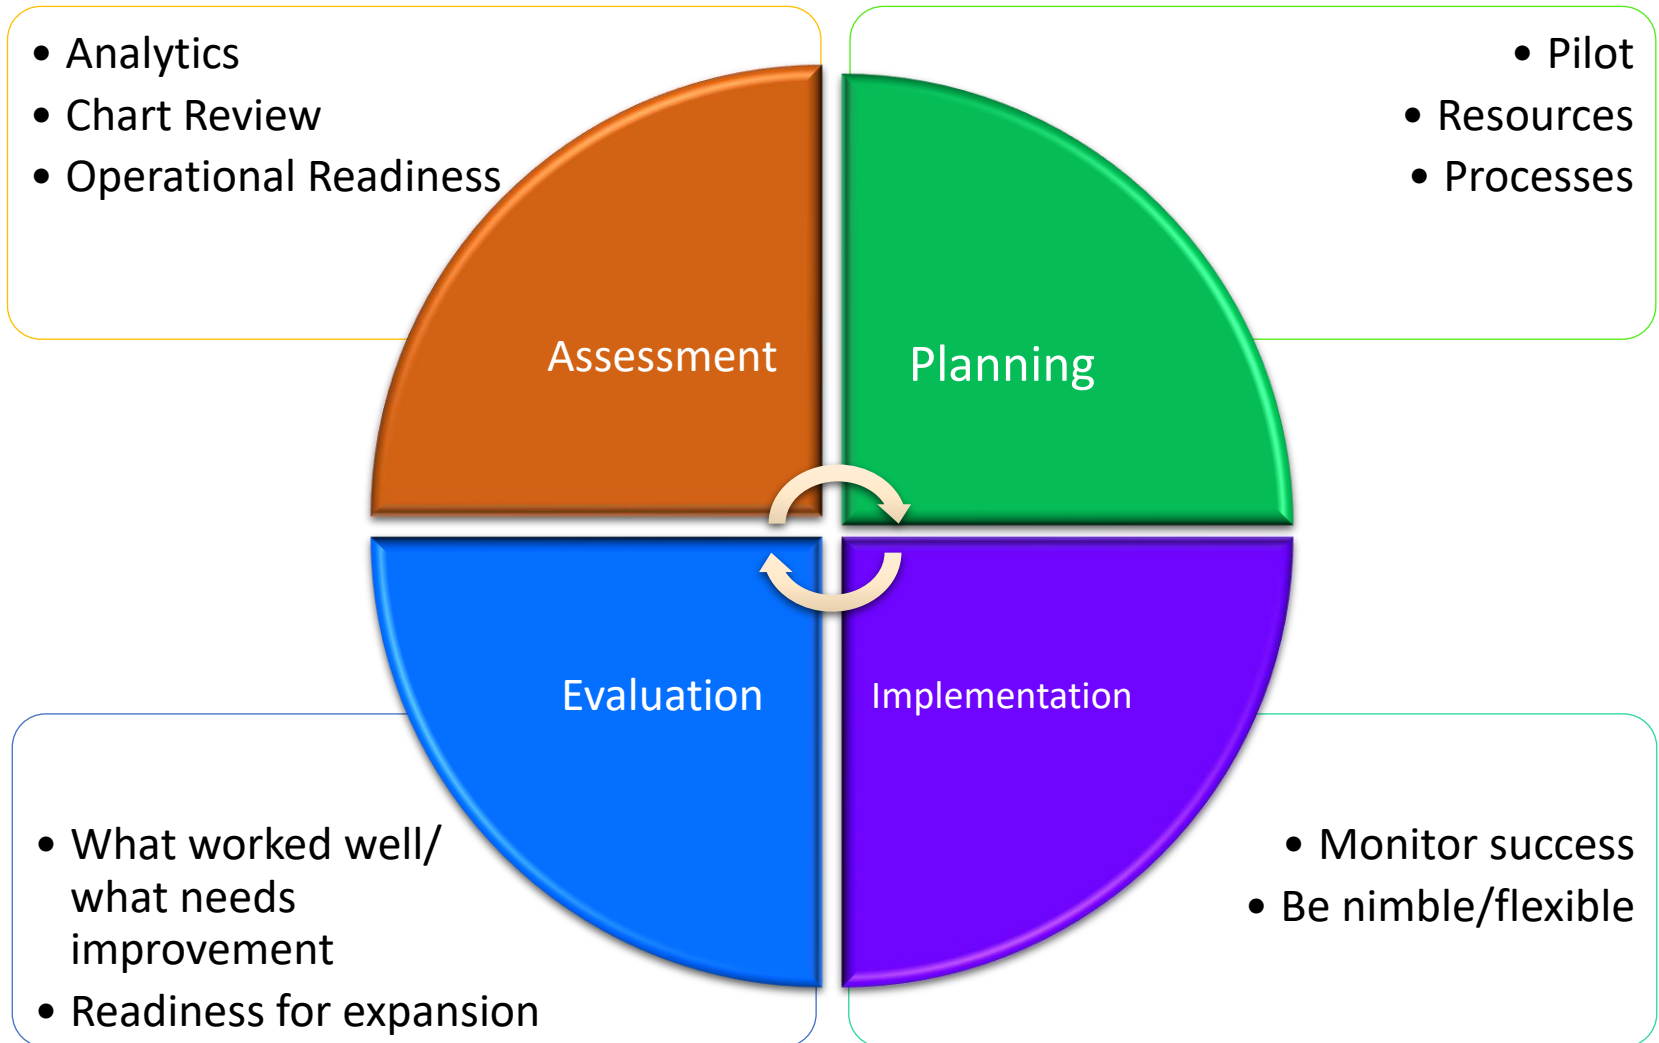 • Analytics
• Chart Review
• Operational Readiness
• Pilot
• Resources
• Processes
Assessment
Planning
Evaluation
Implementation
• What worked well/
what needs
improvement
• Readiness for expansion
• Monitor success
• Be nimble/flexible